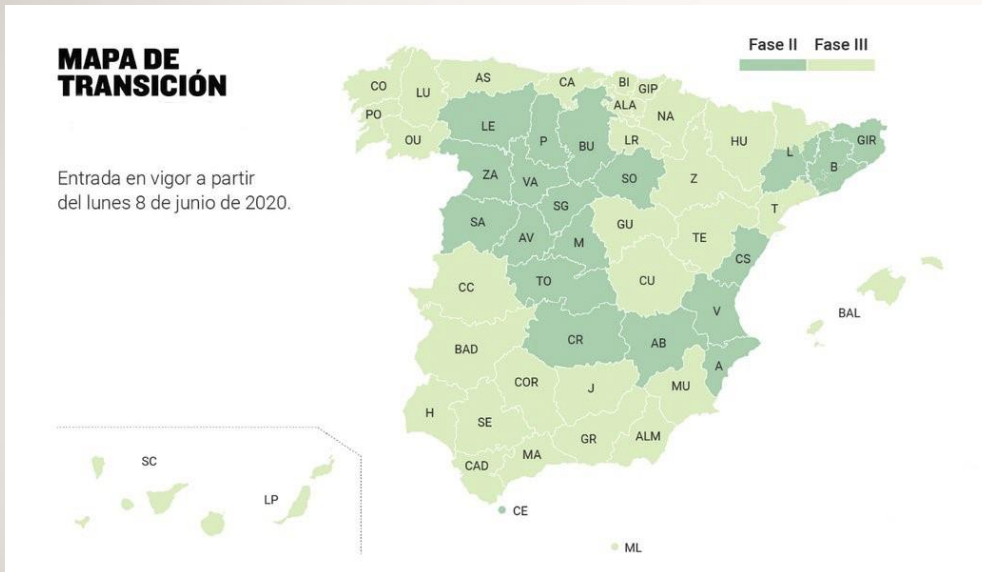 MAPA DE
TRANSICIÓN
Fase II Fase III
Entrada en vigor a partir
del lunes 8 de junio de 2020.
CO
LU
AS
CA
BI
GIP
PO
OU
ALA
NA
LE
P
BU
LR
HU
L
GIR
B
ZA
VA
SO
Z
SA
SG
T
AV
M
GU
TE
CS
CC
TO
CU
V
BAL
BAD
CR
AB
A
COR
J
MU
H
SE
GR
ALM
CAD
MA
SC
LP
CE
ML